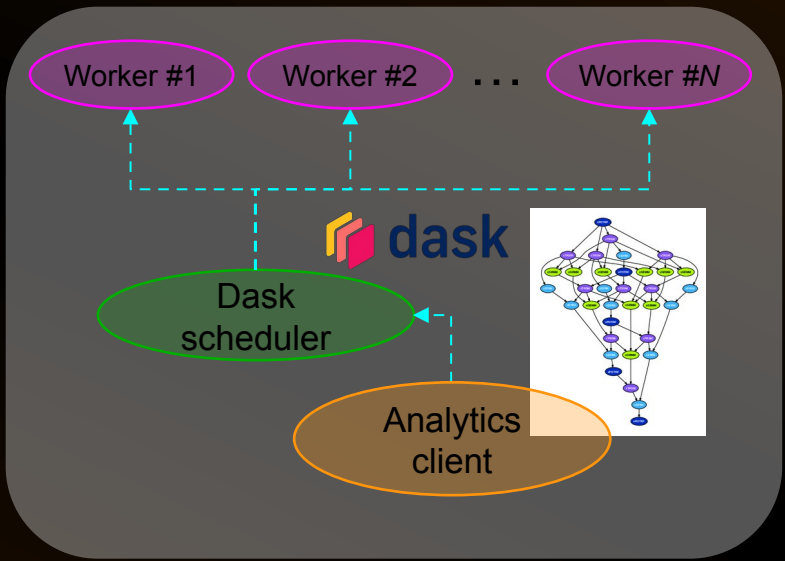 Worker #1
Worker #2
...
Worker #N
dask
Dask
scheduler
Analytics
client